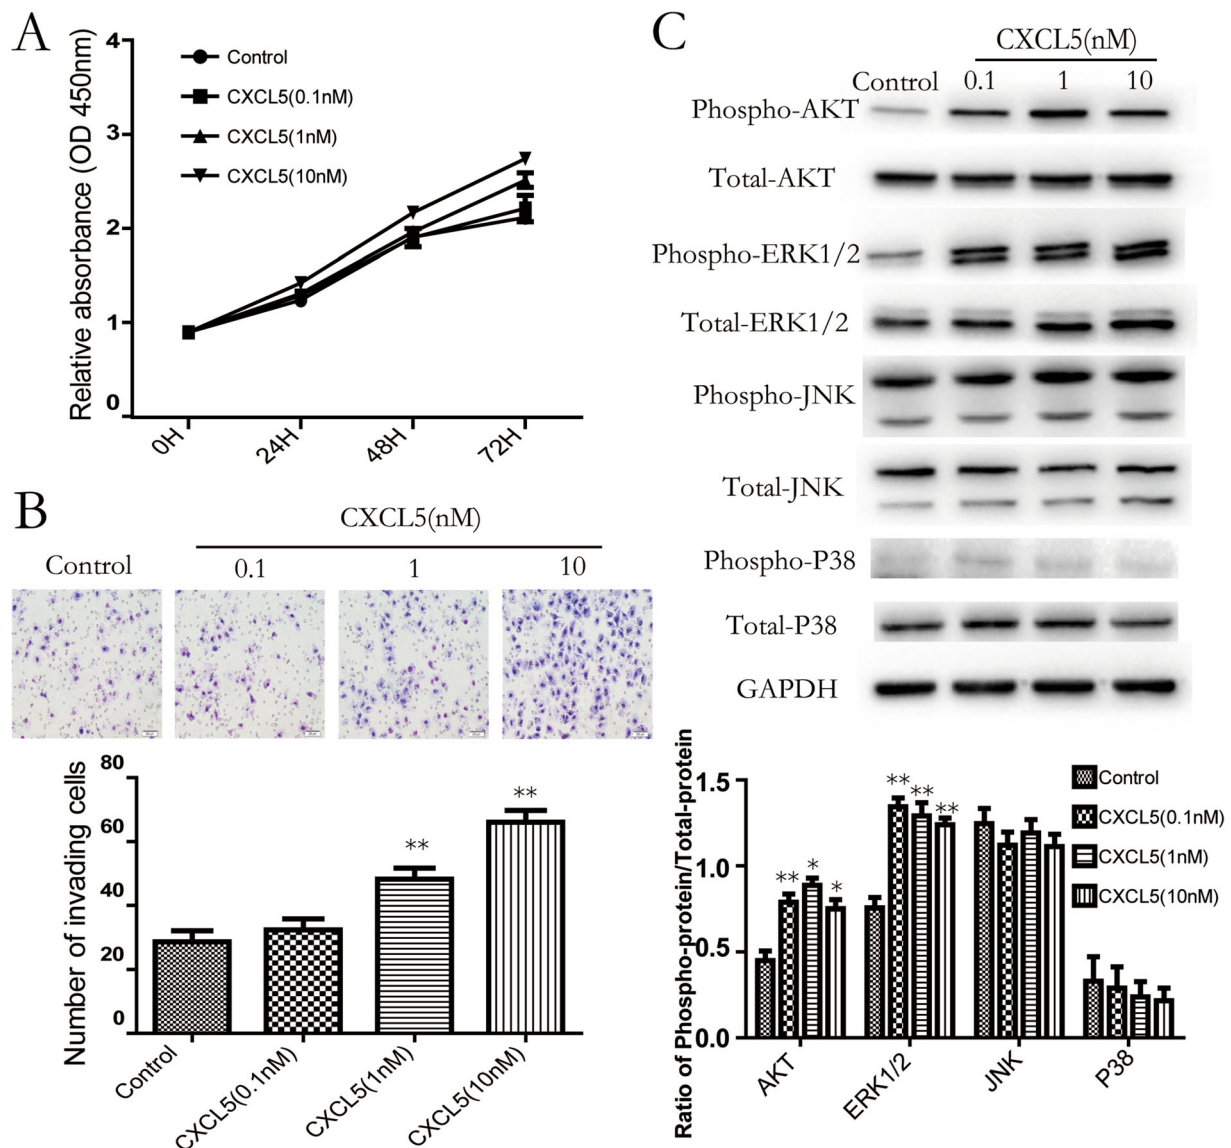 A
Relative absorbance (OD 450nm)
4
3
2
1
0
Control
CXCL5(0.1nM)
CXCL5(1nM)
CXCL5(10nM)
0H
24H
48H
72H
B
CXCL5(nM)
Control
0.1
1
10
Number of invading cells
80
60
40
20
0
**
**
Control
CXCL5(0.1nM)
CXCL5(1nM)
CXCL5(10nM)
C
CXCL5(nM)
Control
0.1
1
10
Phospho-AKT
Total-AKT
Phospho-ERK1/2
Total-ERK1/2
Phospho-JNK
Total-JNK
Phospho-P38
Total-P38
GAPDH
Ratio of Phospho-protein/Total-protein
1.5
1.0
0.5
0.0
**
*
*
**
**
**
Control
CXCL5(0.1nM)
CXCL5(1nM)
CXCL5(10nM)
AKT
ERK1/2
JNK
P38